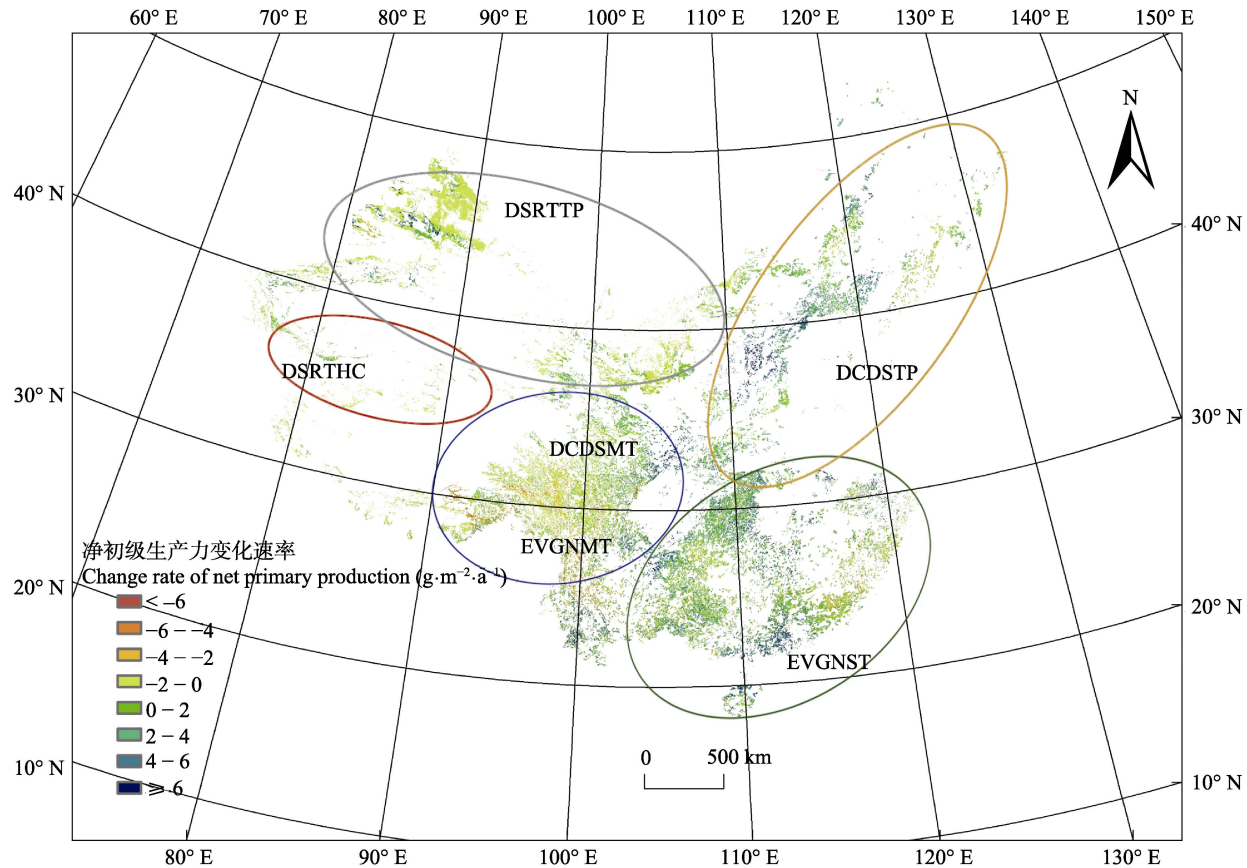 60° E 70° E 80° E 90° E 100° E 110° E 120° E 130° E 140° E 150° E
N
40° N
DSRTTP
40° N
DSRTHC
DCDSTP
30° N
30° N
DCDSMT
EVGNMT
净初级生产力变化速率
Change rate of net primary production (g·m⁻²·a⁻¹)
20° N
< –6
20° N
–6 – –4
–4 – –2
EVGNST
–2 – 0
0 – 2
2 – 4
0 500 km
4 – 6
10° N
10° N
⩾ 6
80° E 90° E 100° E 110° E 120° E 130° E